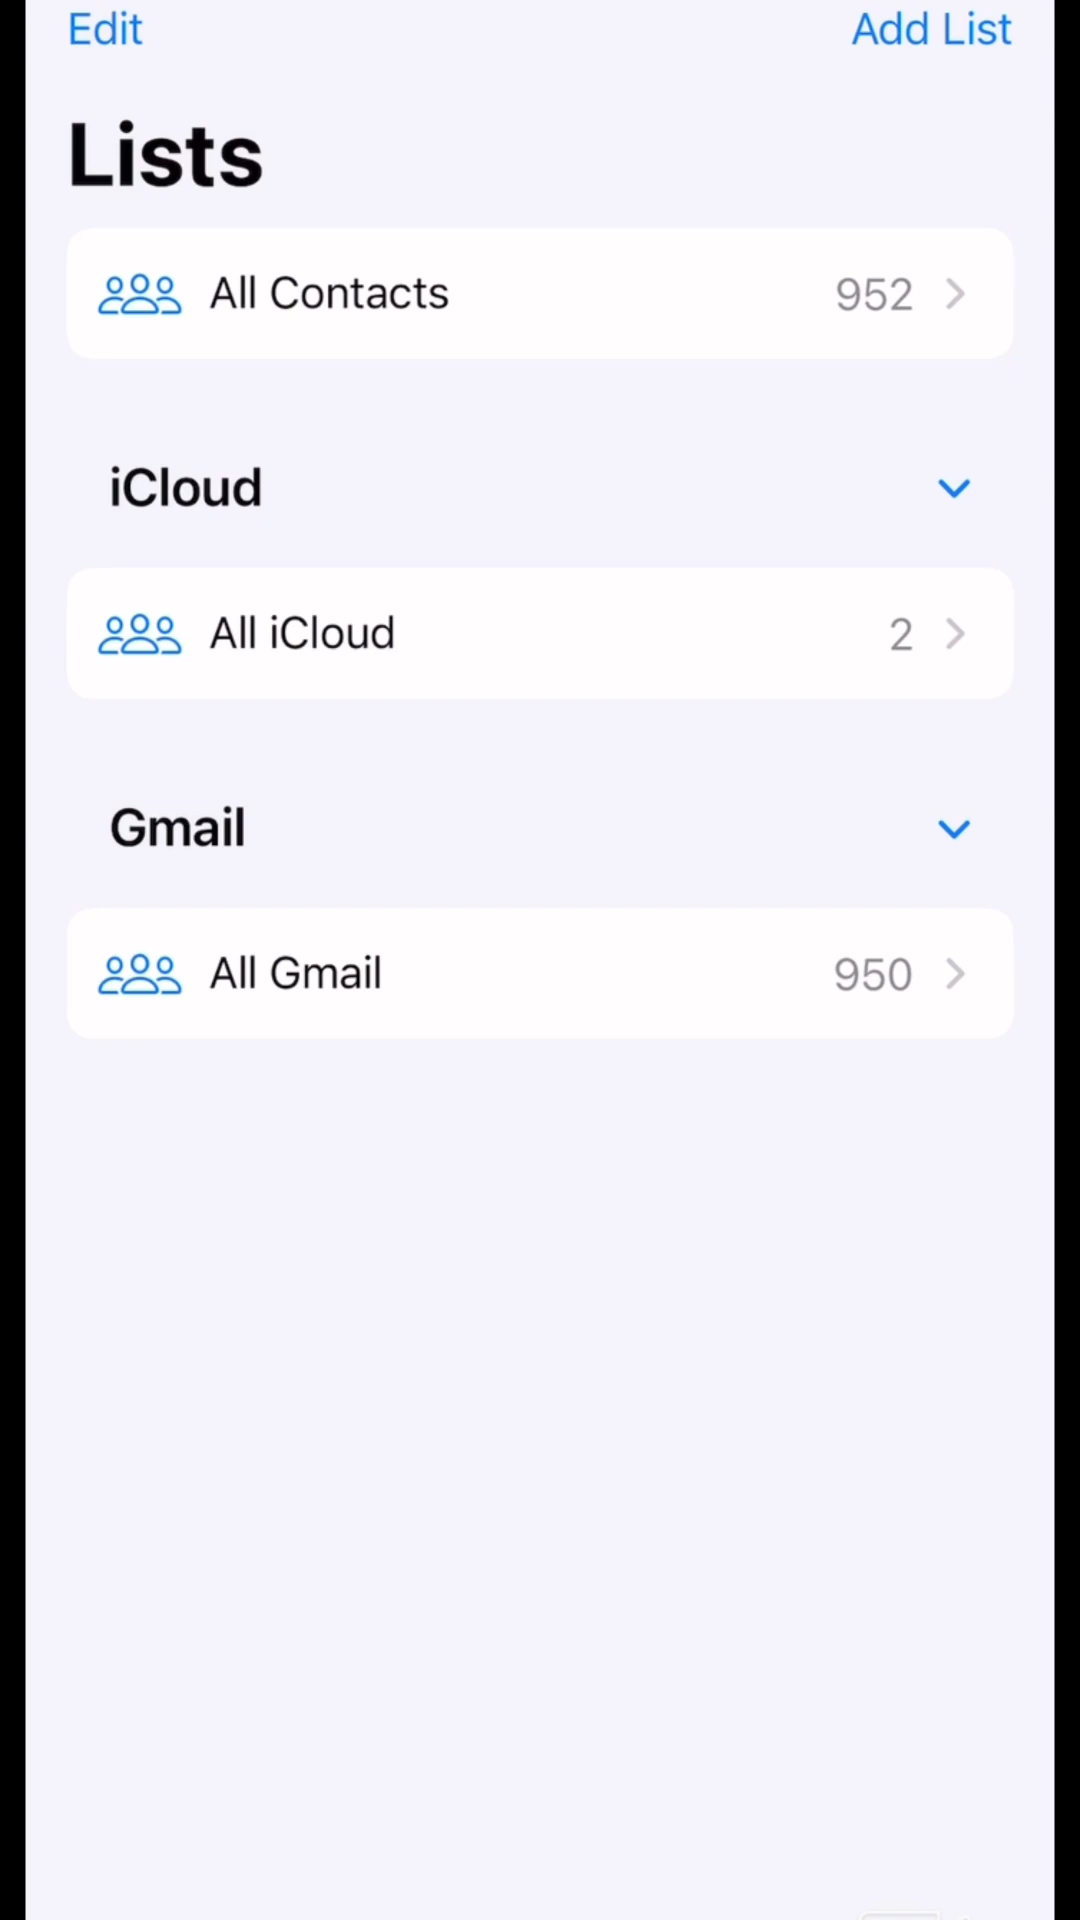 Edit Add List
Lists
All Contacts 952
iCloud
All iCloud 2
Gmail
All Gmail 950